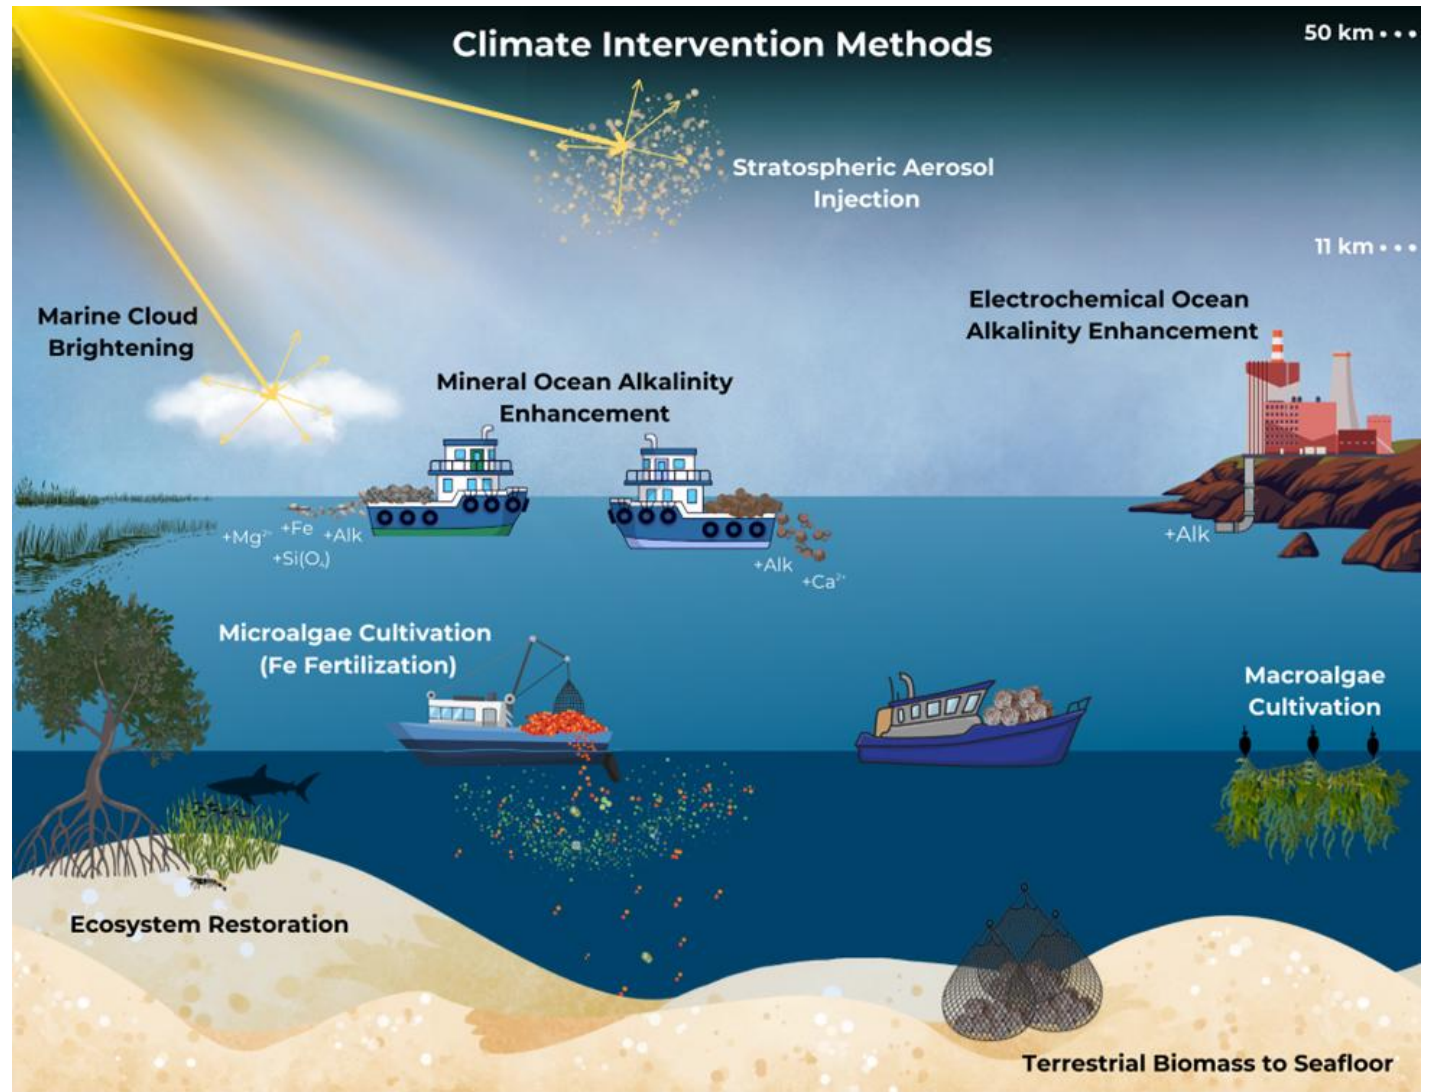 Climate Intervention Methods
50 km • • •
Stratospheric Aerosol
Injection
11 km • • •
Electrochemical Ocean
Alkalinity Enhancement
Marine Cloud
Brightening
Mineral Ocean Alkalinity
Enhancement
+Mg²⁺
+Fe
+Alk
+Si(O₄)
+Alk
+Ca²⁺
+Alk
Microalgae Cultivation
(Fe Fertilization)
Macroalgae
Cultivation
Ecosystem Restoration
Terrestrial Biomass to Seafloor